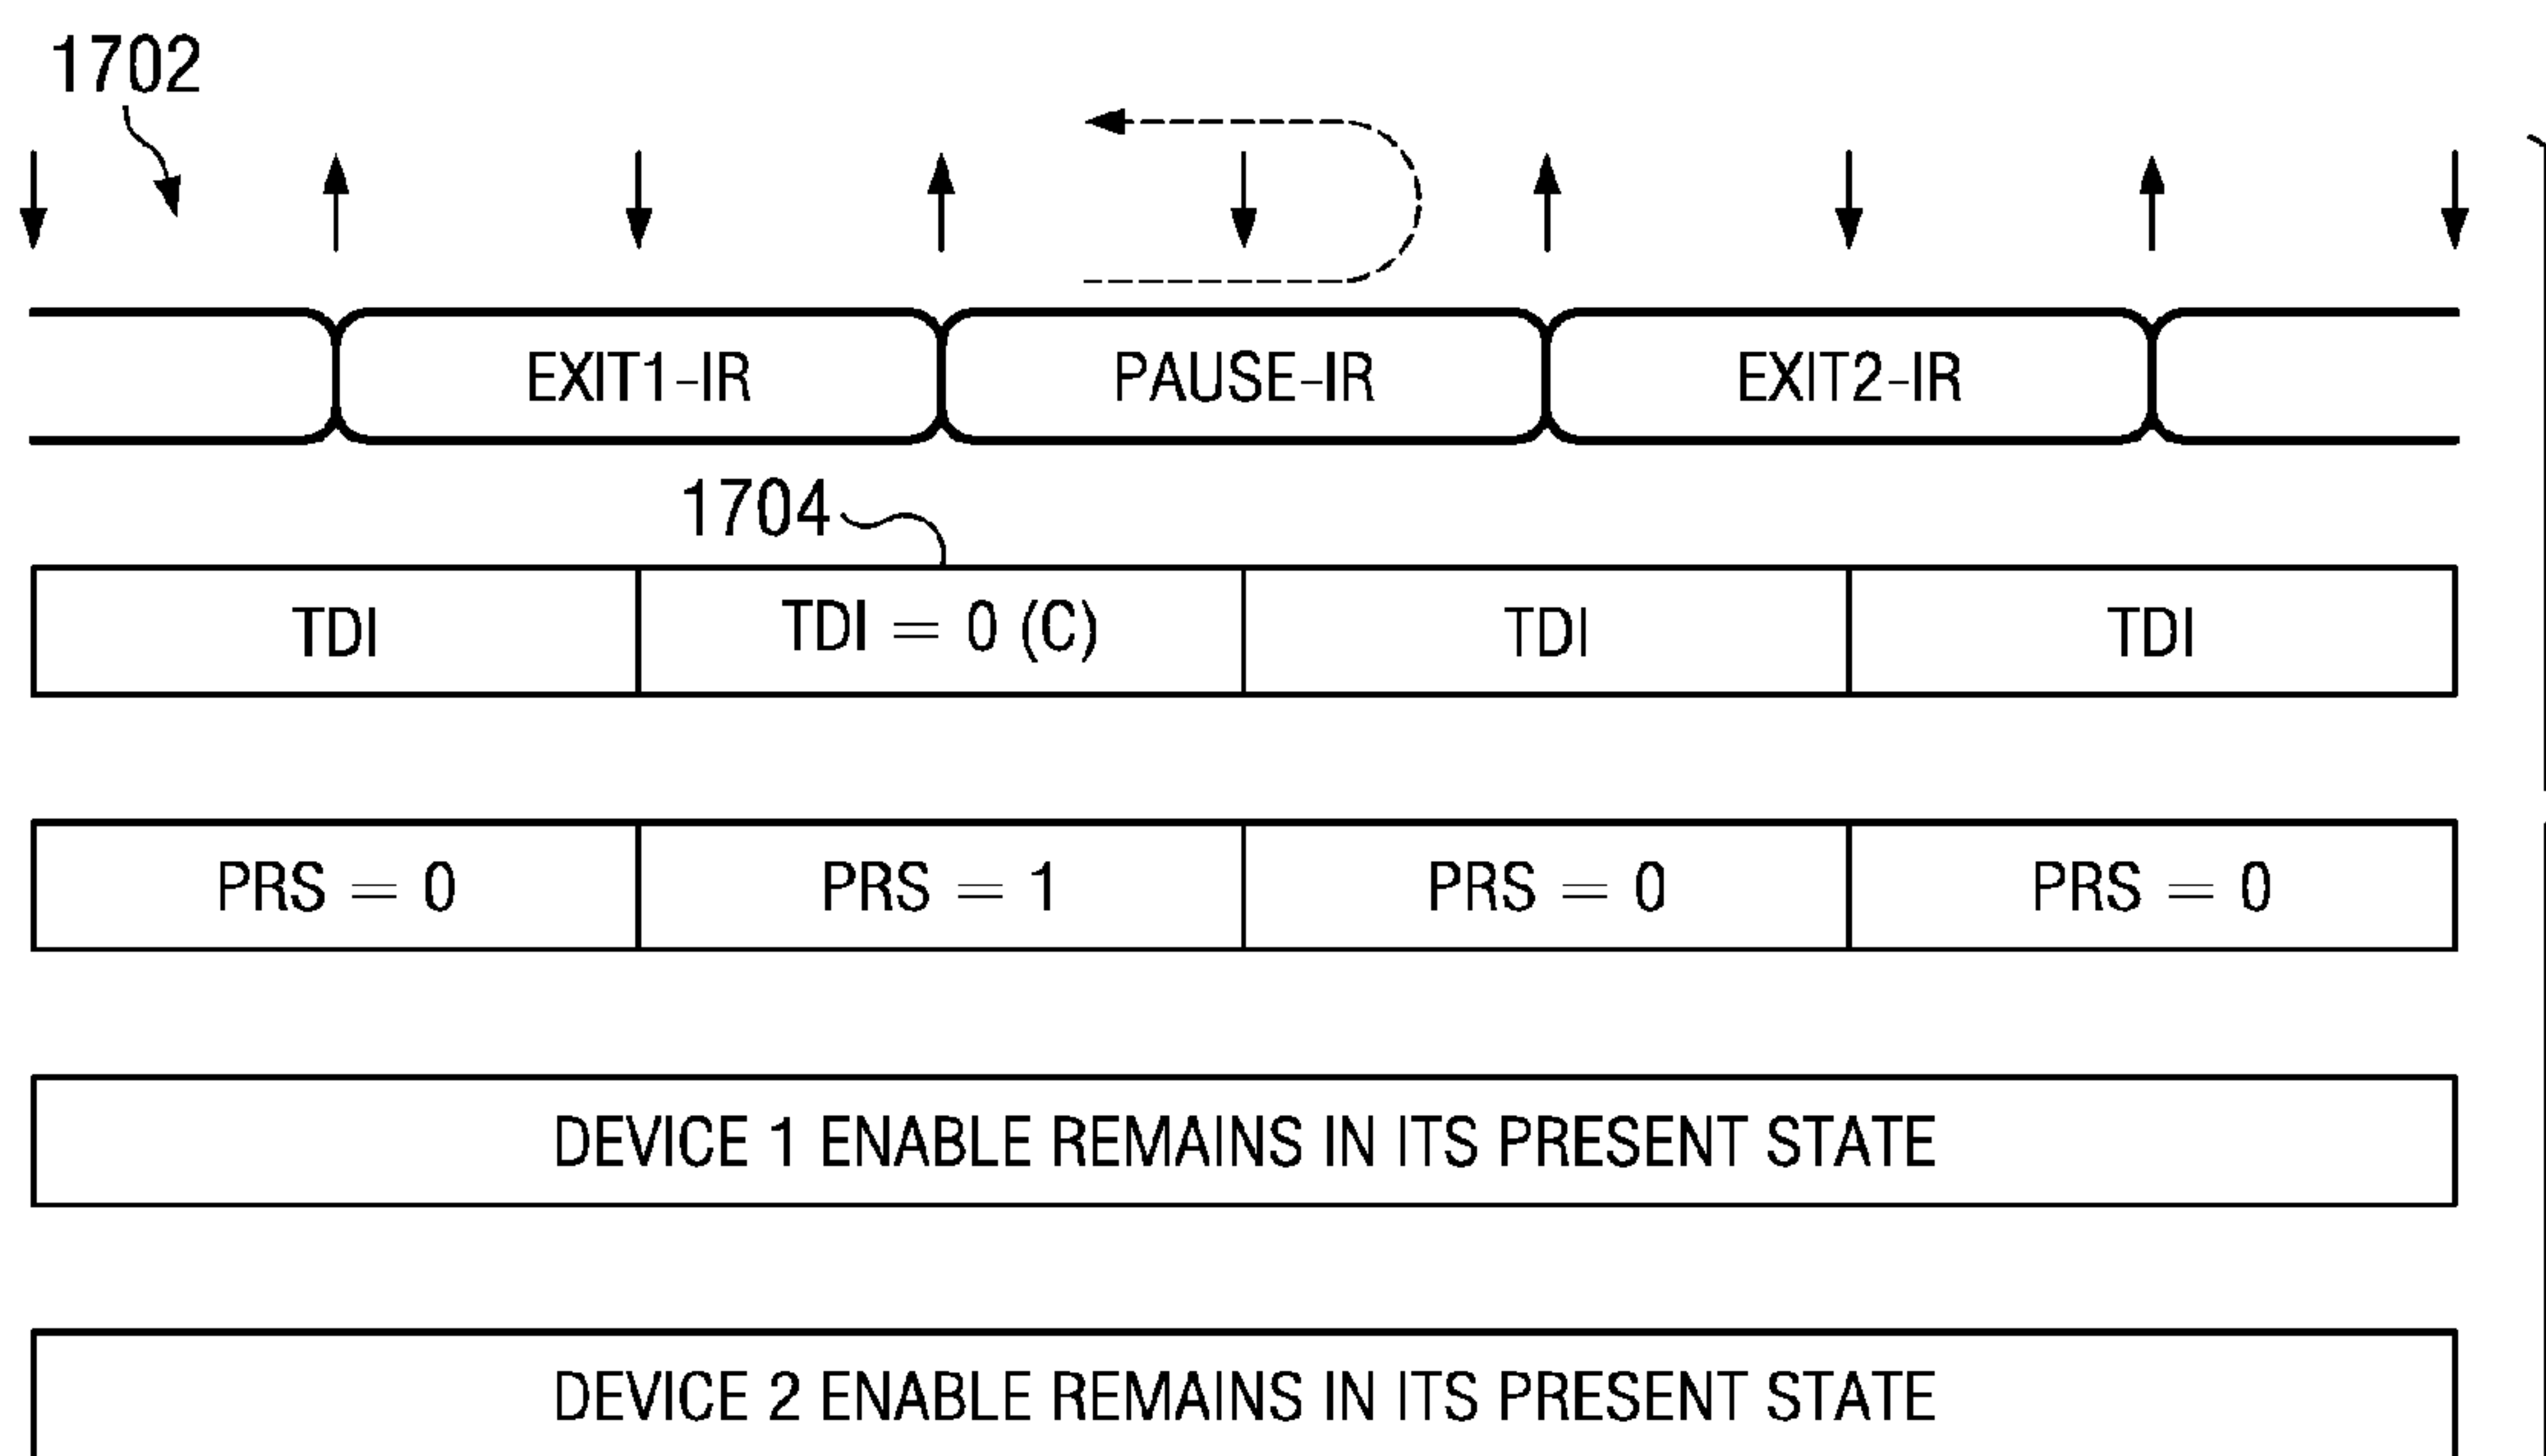 1702
EXIT1-IR PAUSE-IR EXIT2-IR
1704
TDI TDI = 0 (C) TDI TDI
PRS = 0 PRS = 1 PRS = 0 PRS = 0
DEVICE 1 ENABLE REMAINS IN ITS PRESENT STATE
DEVICE 2 ENABLE REMAINS IN ITS PRESENT STATE